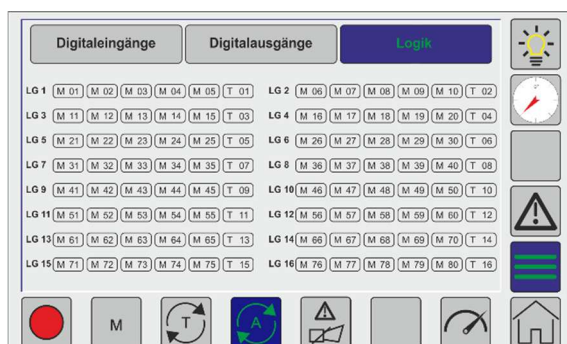 Digitaleingänge Digitalausgänge Logik
LG 1 M 01 M 02 M 03 M 04 M 05 T 01 LG 2 M 06 M 07 M 08 M 09 M 10 T 02
LG 3 M 11 M 12 M 13 M 14 M 15 T 03 LG 4 M 16 M 17 M 18 M 19 M 20 T 04
LG 5 M 21 M 22 M 23 M 24 M 25 T 05 LG 6 M 26 M 27 M 28 M 29 M 30 T 06
LG 7 M 31 M 32 M 33 M 34 M 35 T 07 LG 8 M 36 M 37 M 38 M 39 M 40 T 08
LG 9 M 41 M 42 M 43 M 44 M 45 T 09 LG 10 M 46 M 47 M 48 M 49 M 50 T 10
LG 11 M 51 M 52 M 53 M 54 M 55 T 11 LG 12 M 56 M 57 M 58 M 59 M 60 T 12
LG 13 M 61 M 62 M 63 M 64 M 65 T 13 LG 14 M 66 M 67 M 68 M 69 M 70 T 14
LG 15 M 71 M 72 M 73 M 74 M 75 T 15 LG 16 M 76 M 77 M 78 M 79 M 80 T 16
M T A